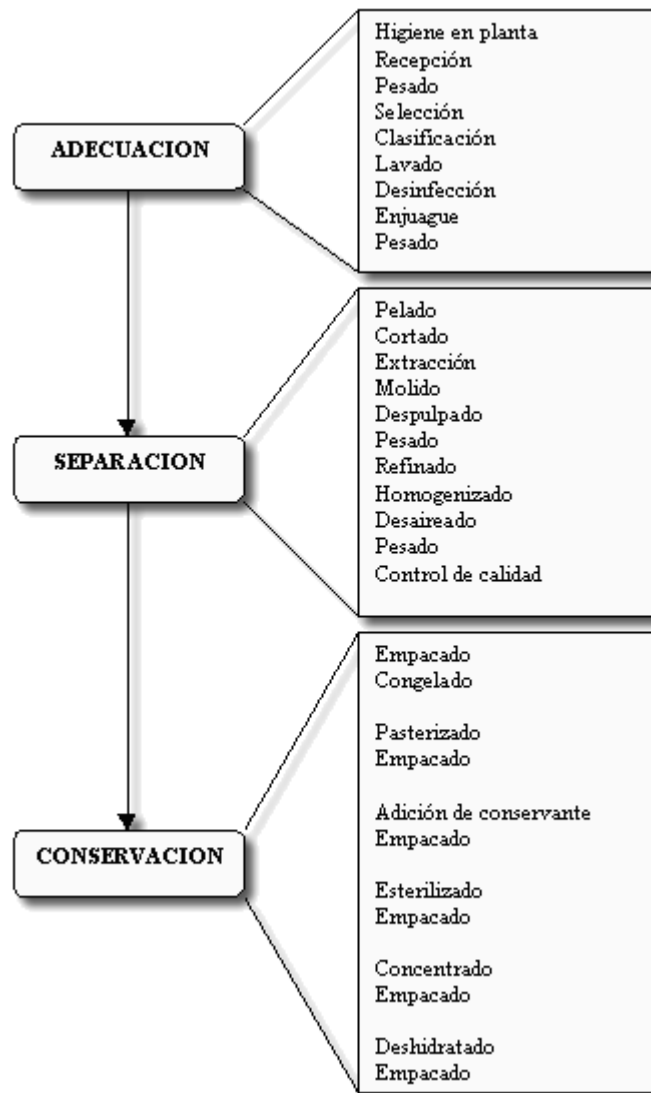 ADECUACION
Higiene en planta
Recepción
Pesado
Selección
Clasificación
Lavado
Desinfección
Enjuague
Pesado
SEPARACION
Pelado
Cortado
Extracción
Molido
Despulpado
Pesado
Refinado
Homogenizado
Desaireado
Pesado
Control de calidad
CONSERVACION
Empacado
Congelado
Pasterizado
Empacado
Adición de conservante
Empacado
Esterilizado
Empacado
Concentrado
Empacado
Deshidratado
Empacado